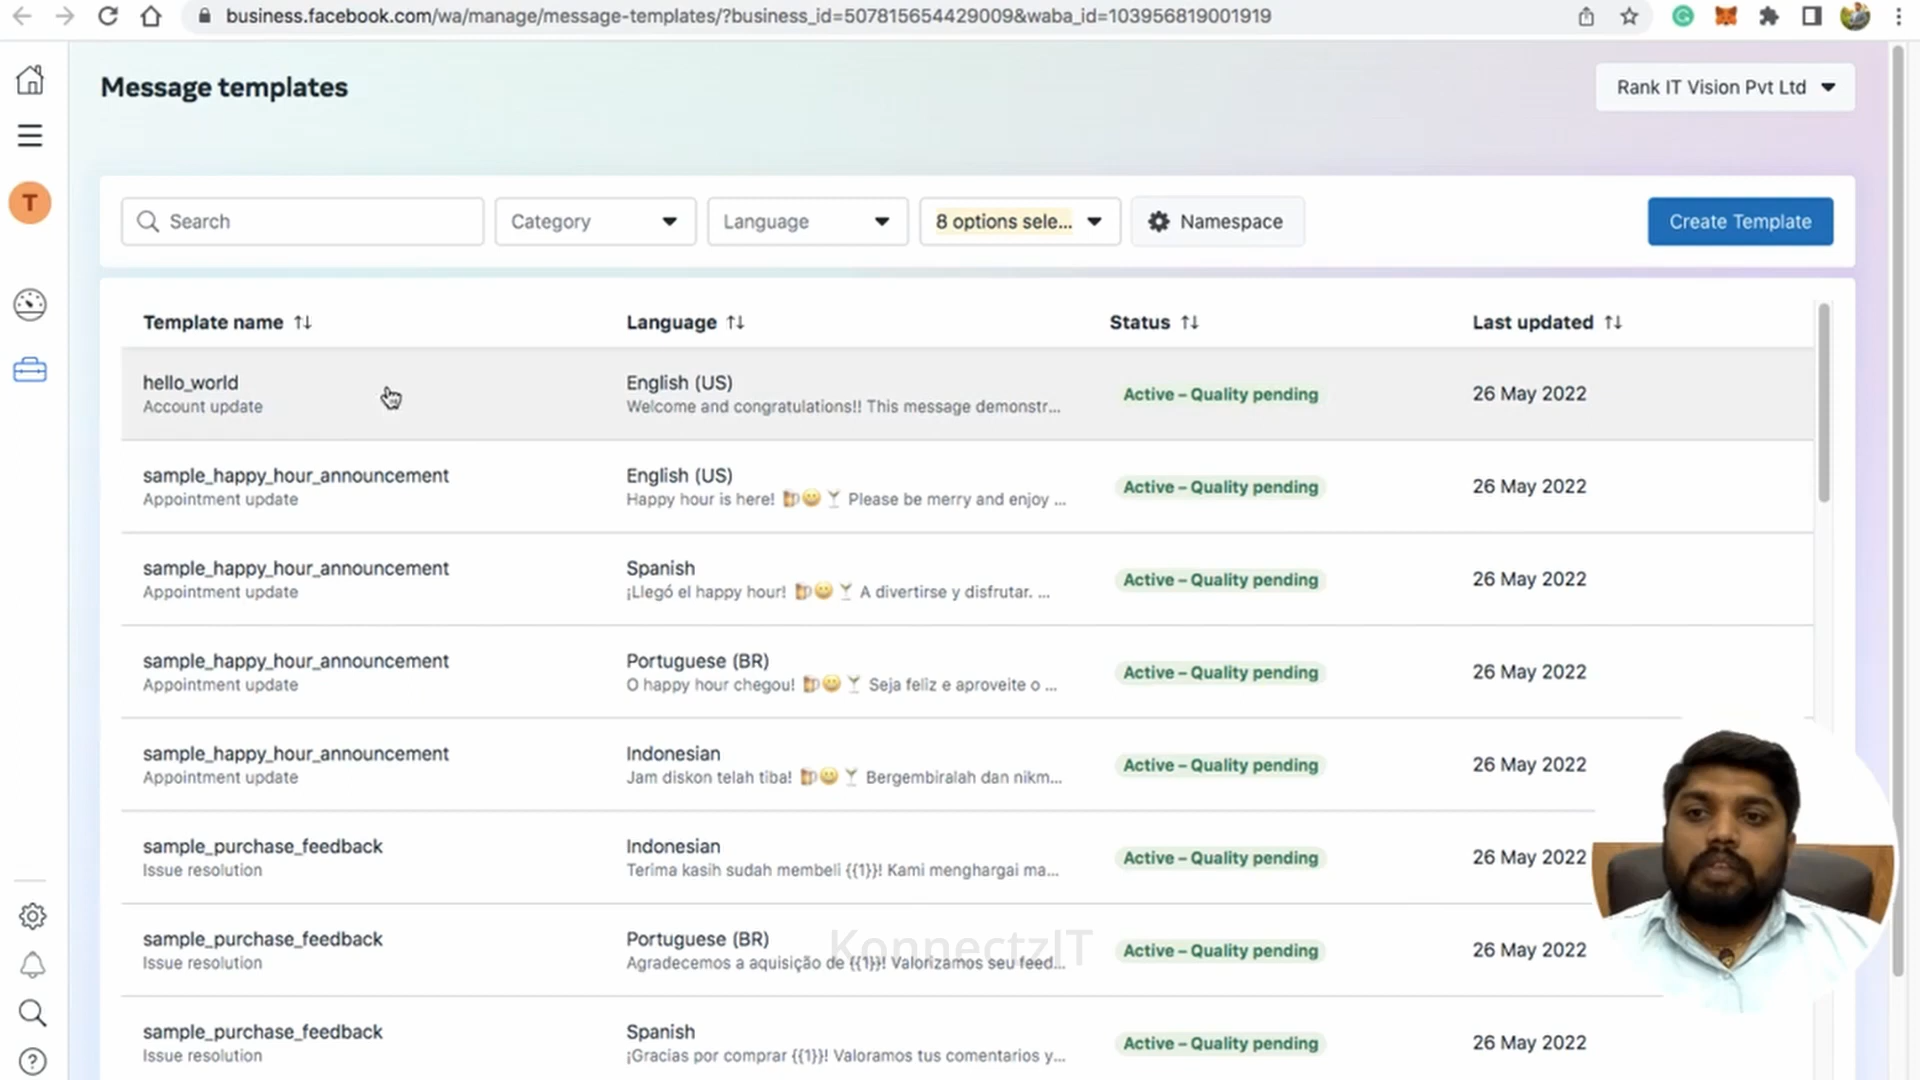 business.facebook.com/wa/manage/message-templates/?business_id=507815654429009&waba_id=103956819001919
Message templates
Rank IT Vision Pvt Ltd
T
Search
Category
Language
8 options sele...
Namespace
Create Template
Template name
Language
Status
Last updated
hello_world
English (US)
Account update
Welcome and congratulations!! This message demonstr...
Active – Quality pending
26 May 2022
sample_happy_hour_announcement
English (US)
Appointment update
Happy hour is here! 🍺😀🍸 Please be merry and enjoy ...
Active – Quality pending
26 May 2022
sample_happy_hour_announcement
Spanish
Appointment update
¡Llegó el happy hour! 🍺😀🍸 A divertirse y disfrutar. ...
Active – Quality pending
26 May 2022
sample_happy_hour_announcement
Portuguese (BR)
Appointment update
O happy hour chegou! 🍺😀🍸 Seja feliz e aproveite o ...
Active – Quality pending
26 May 2022
sample_happy_hour_announcement
Indonesian
Appointment update
Jam diskon telah tiba! 🍺😀🍸 Bergembiralah dan nikm...
Active – Quality pending
26 May 2022
sample_purchase_feedback
Indonesian
Issue resolution
Terima kasih sudah membeli {{1}}! Kami menghargai ma...
Active – Quality pending
26 May 2022
sample_purchase_feedback
Portuguese (BR)
Issue resolution
Agradecemos a aquisição de {{1}}! Valorizamos seu feed...
Active – Quality pending
26 May 2022
KonnectzIT
sample_purchase_feedback
Spanish
Issue resolution
¡Gracias por comprar {{1}}! Valoramos tus comentarios y...
Active – Quality pending
26 May 2022